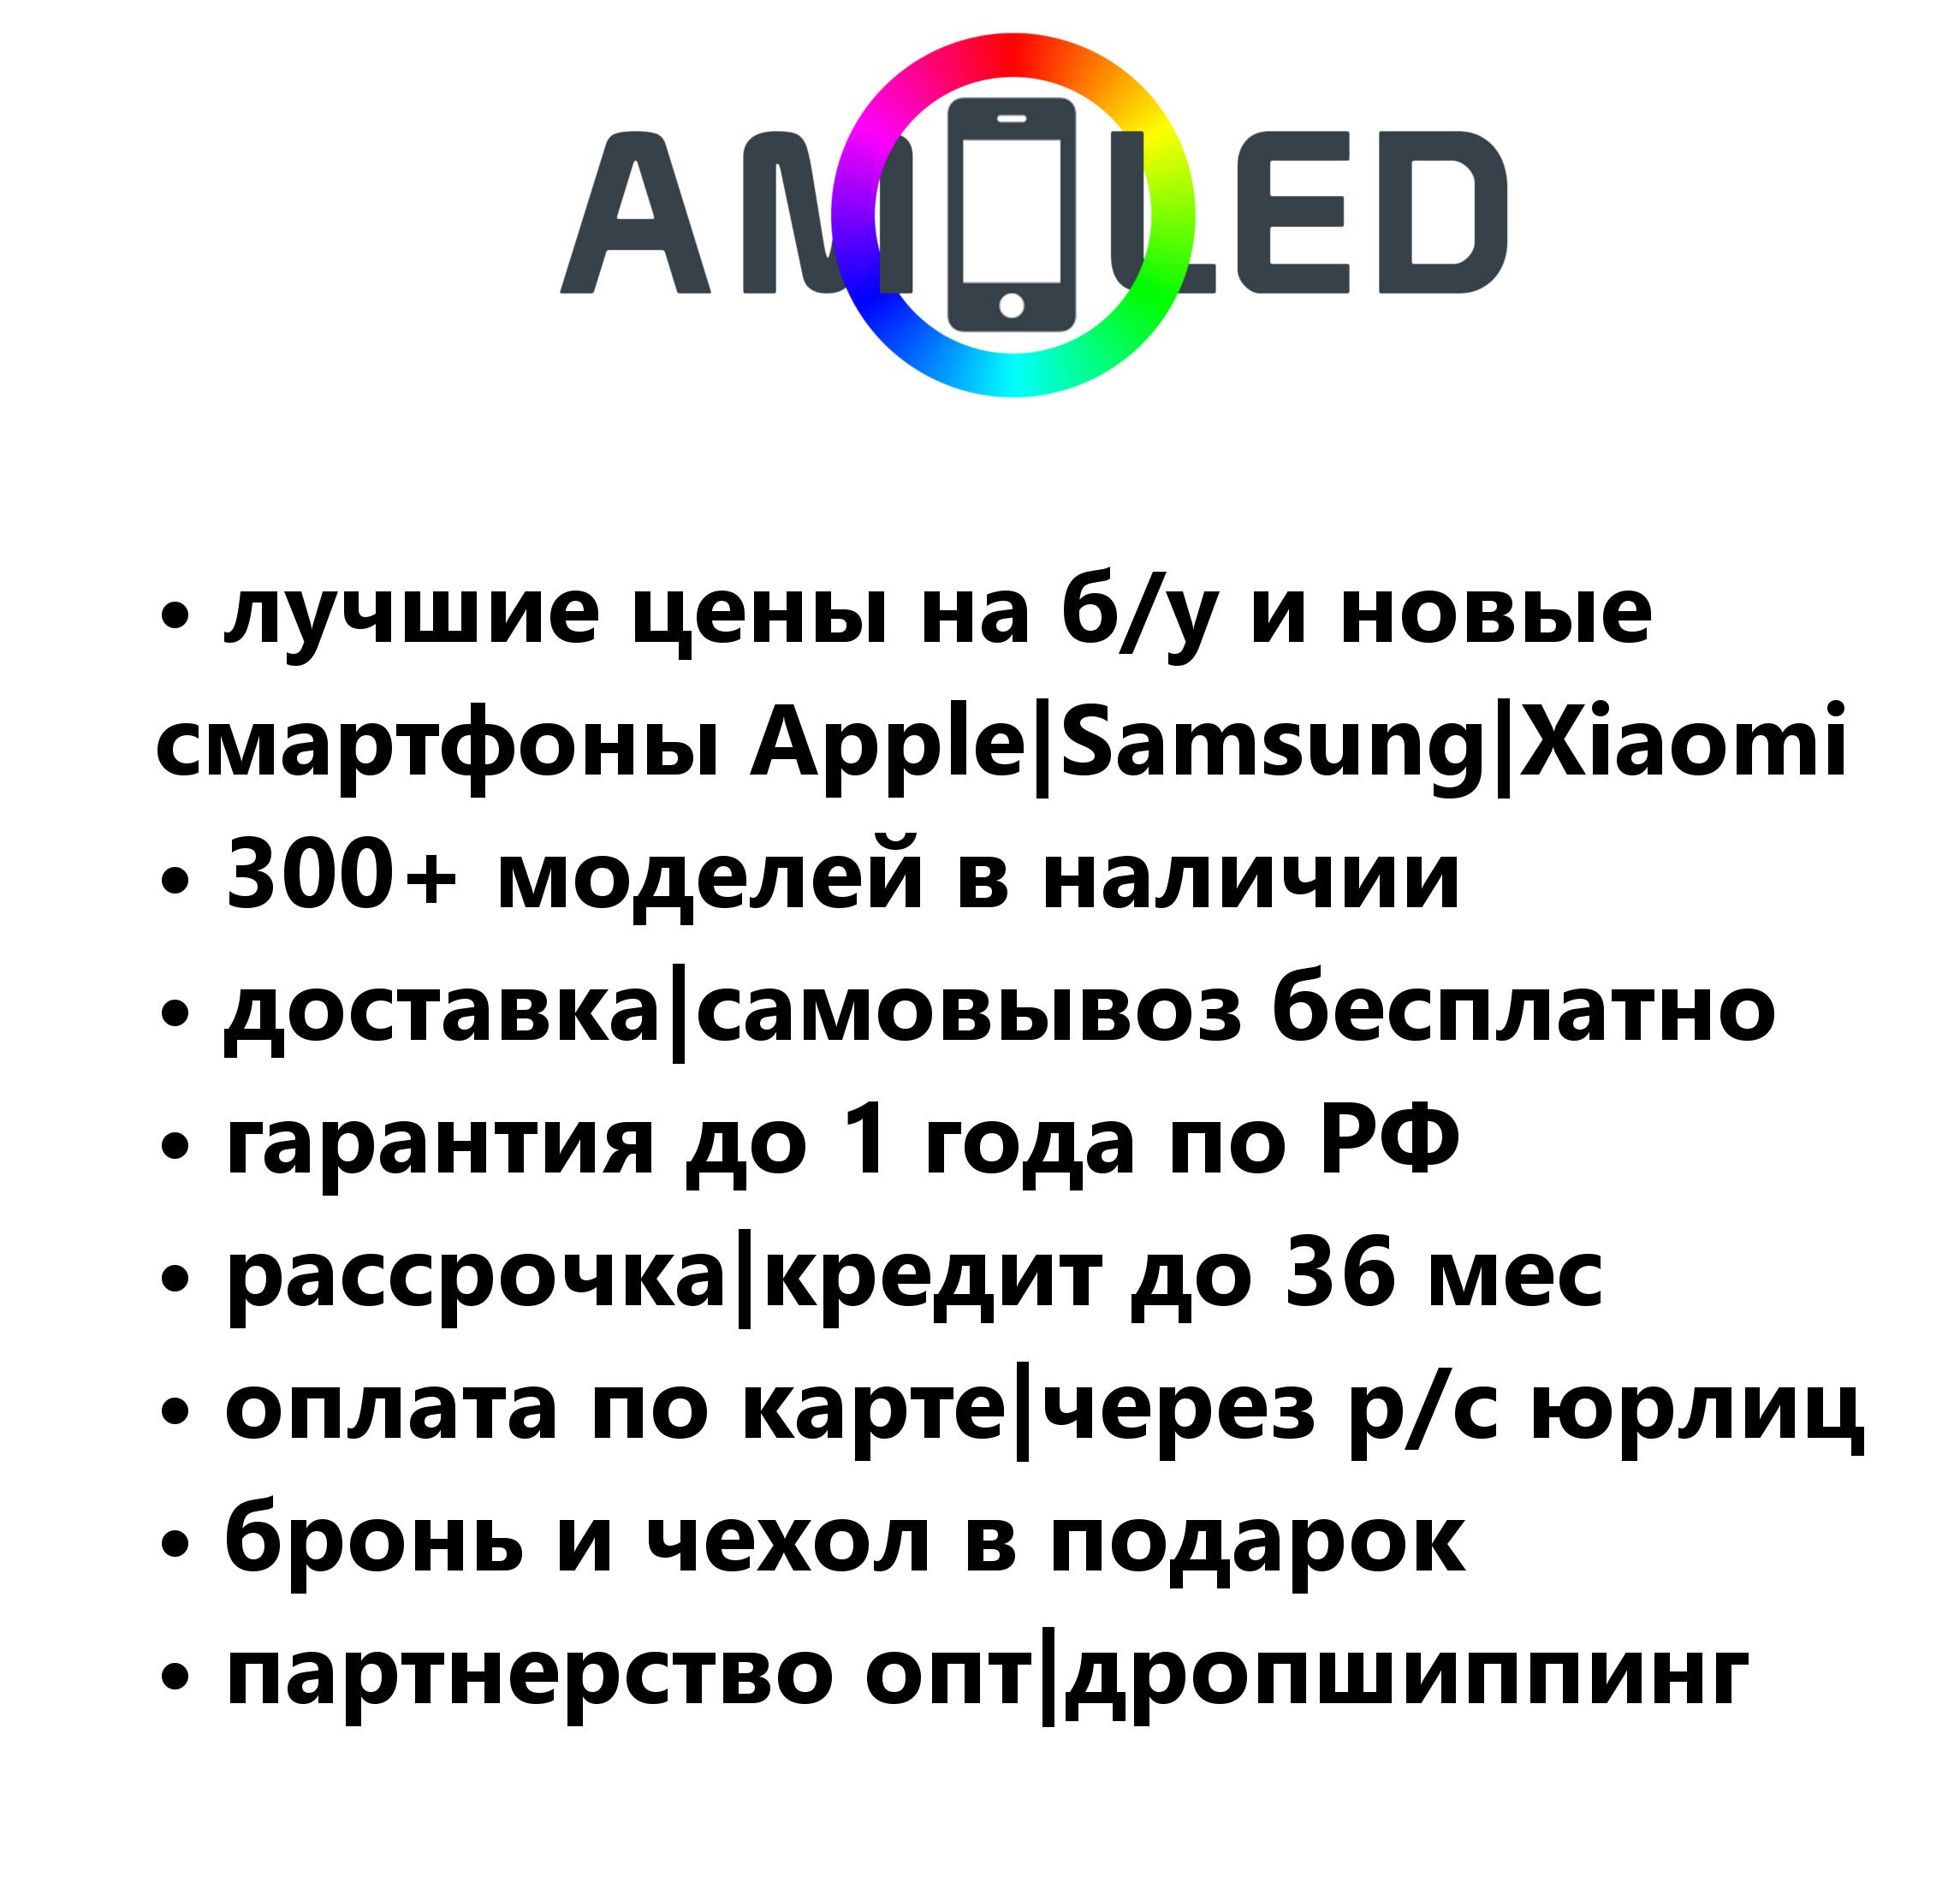 AMOLED
• лучшие цены на б/у и новые
смартфоны Apple|Samsung|Xiaomi
• 300+ моделей в наличии
• доставка|самовывоз бесплатно
• гарантия до 1 года по РФ
• рассрочка|кредит до 36 мес
• оплата по карте|через р/с юрлиц
• бронь и чехол в подарок
• партнерство опт|дропшиппинг